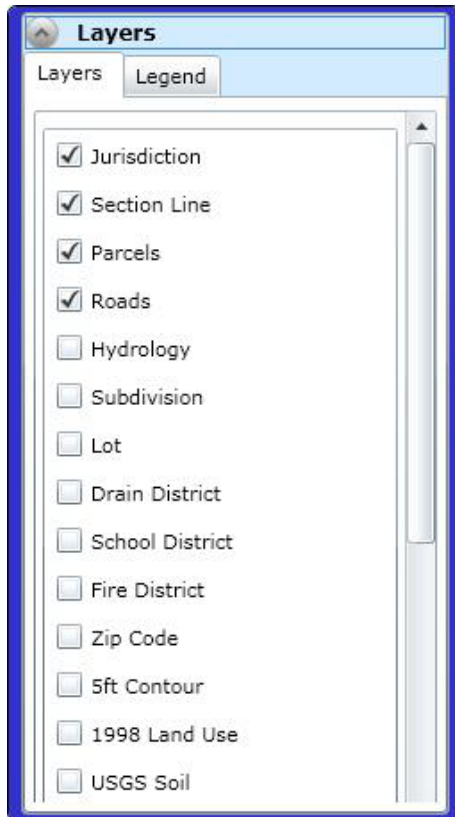 Layers
Layers Legend
Jurisdiction
Section Line
Parcels
Roads
Hydrology
Subdivision
Lot
Drain District
School District
Fire District
Zip Code
5ft Contour
1998 Land Use
USGS Soil